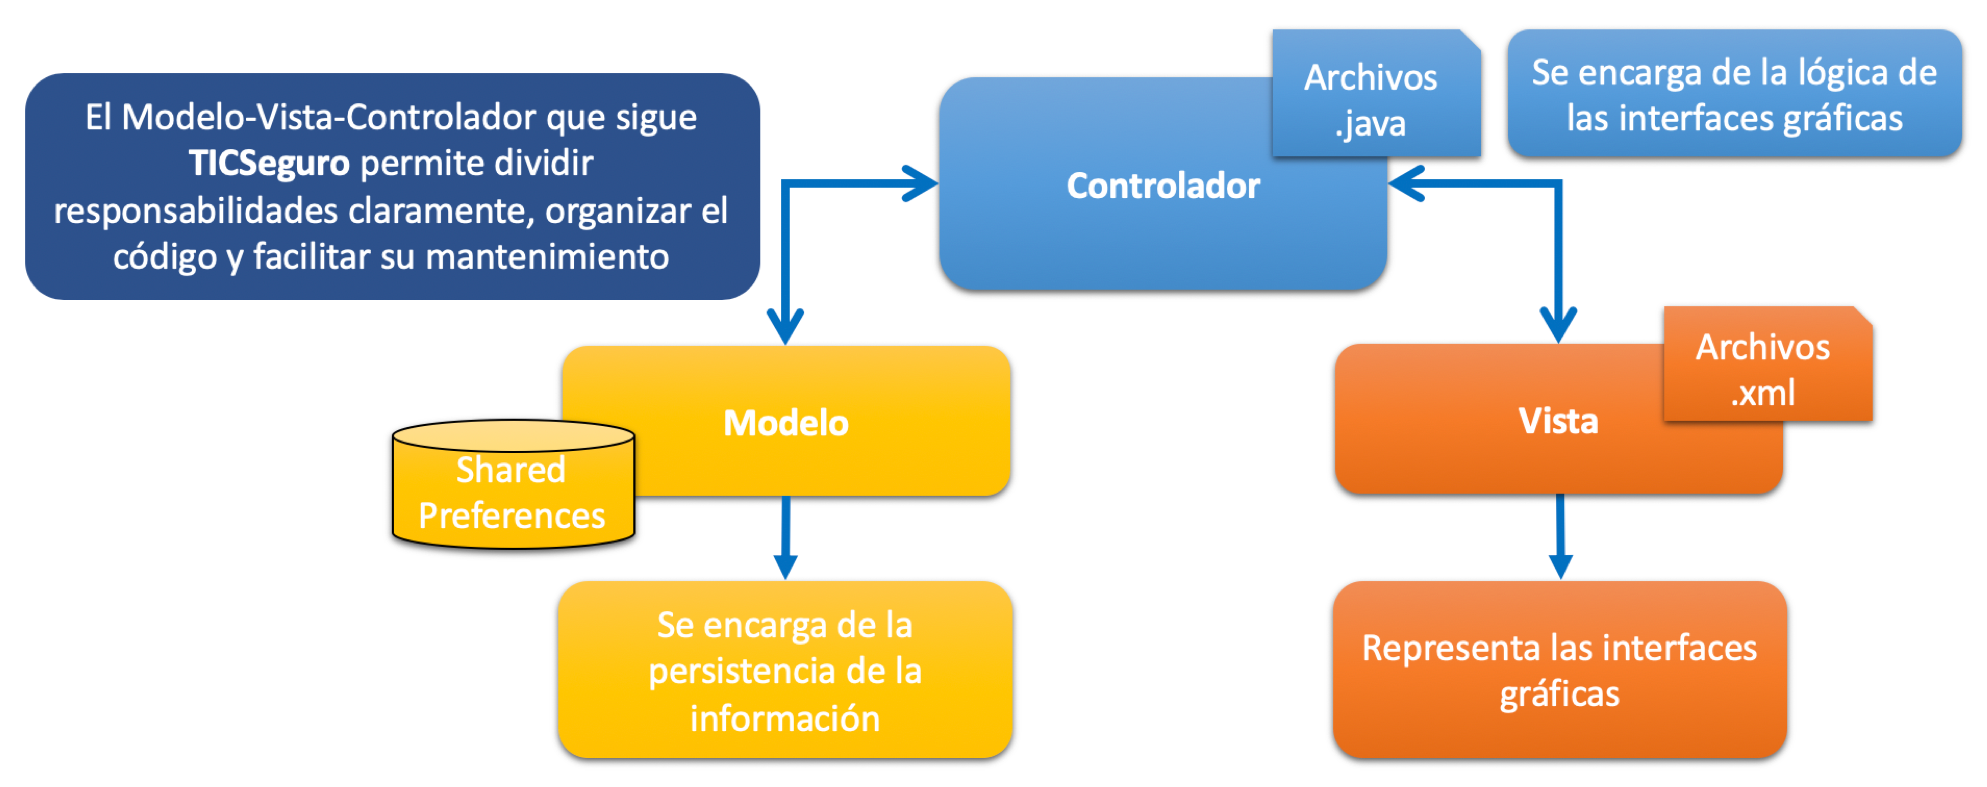 El Modelo-Vista-Controlador que sigue
TICSeguro permite dividir
responsabilidades claramente, organizar el
código y facilitar su mantenimiento
Controlador
Archivos
.java
Se encarga de la lógica de
las interfaces gráficas
Modelo
Shared
Preferences
Se encarga de la
persistencia de la
información
Vista
Archivos
.xml
Representa las interfaces
gráficas